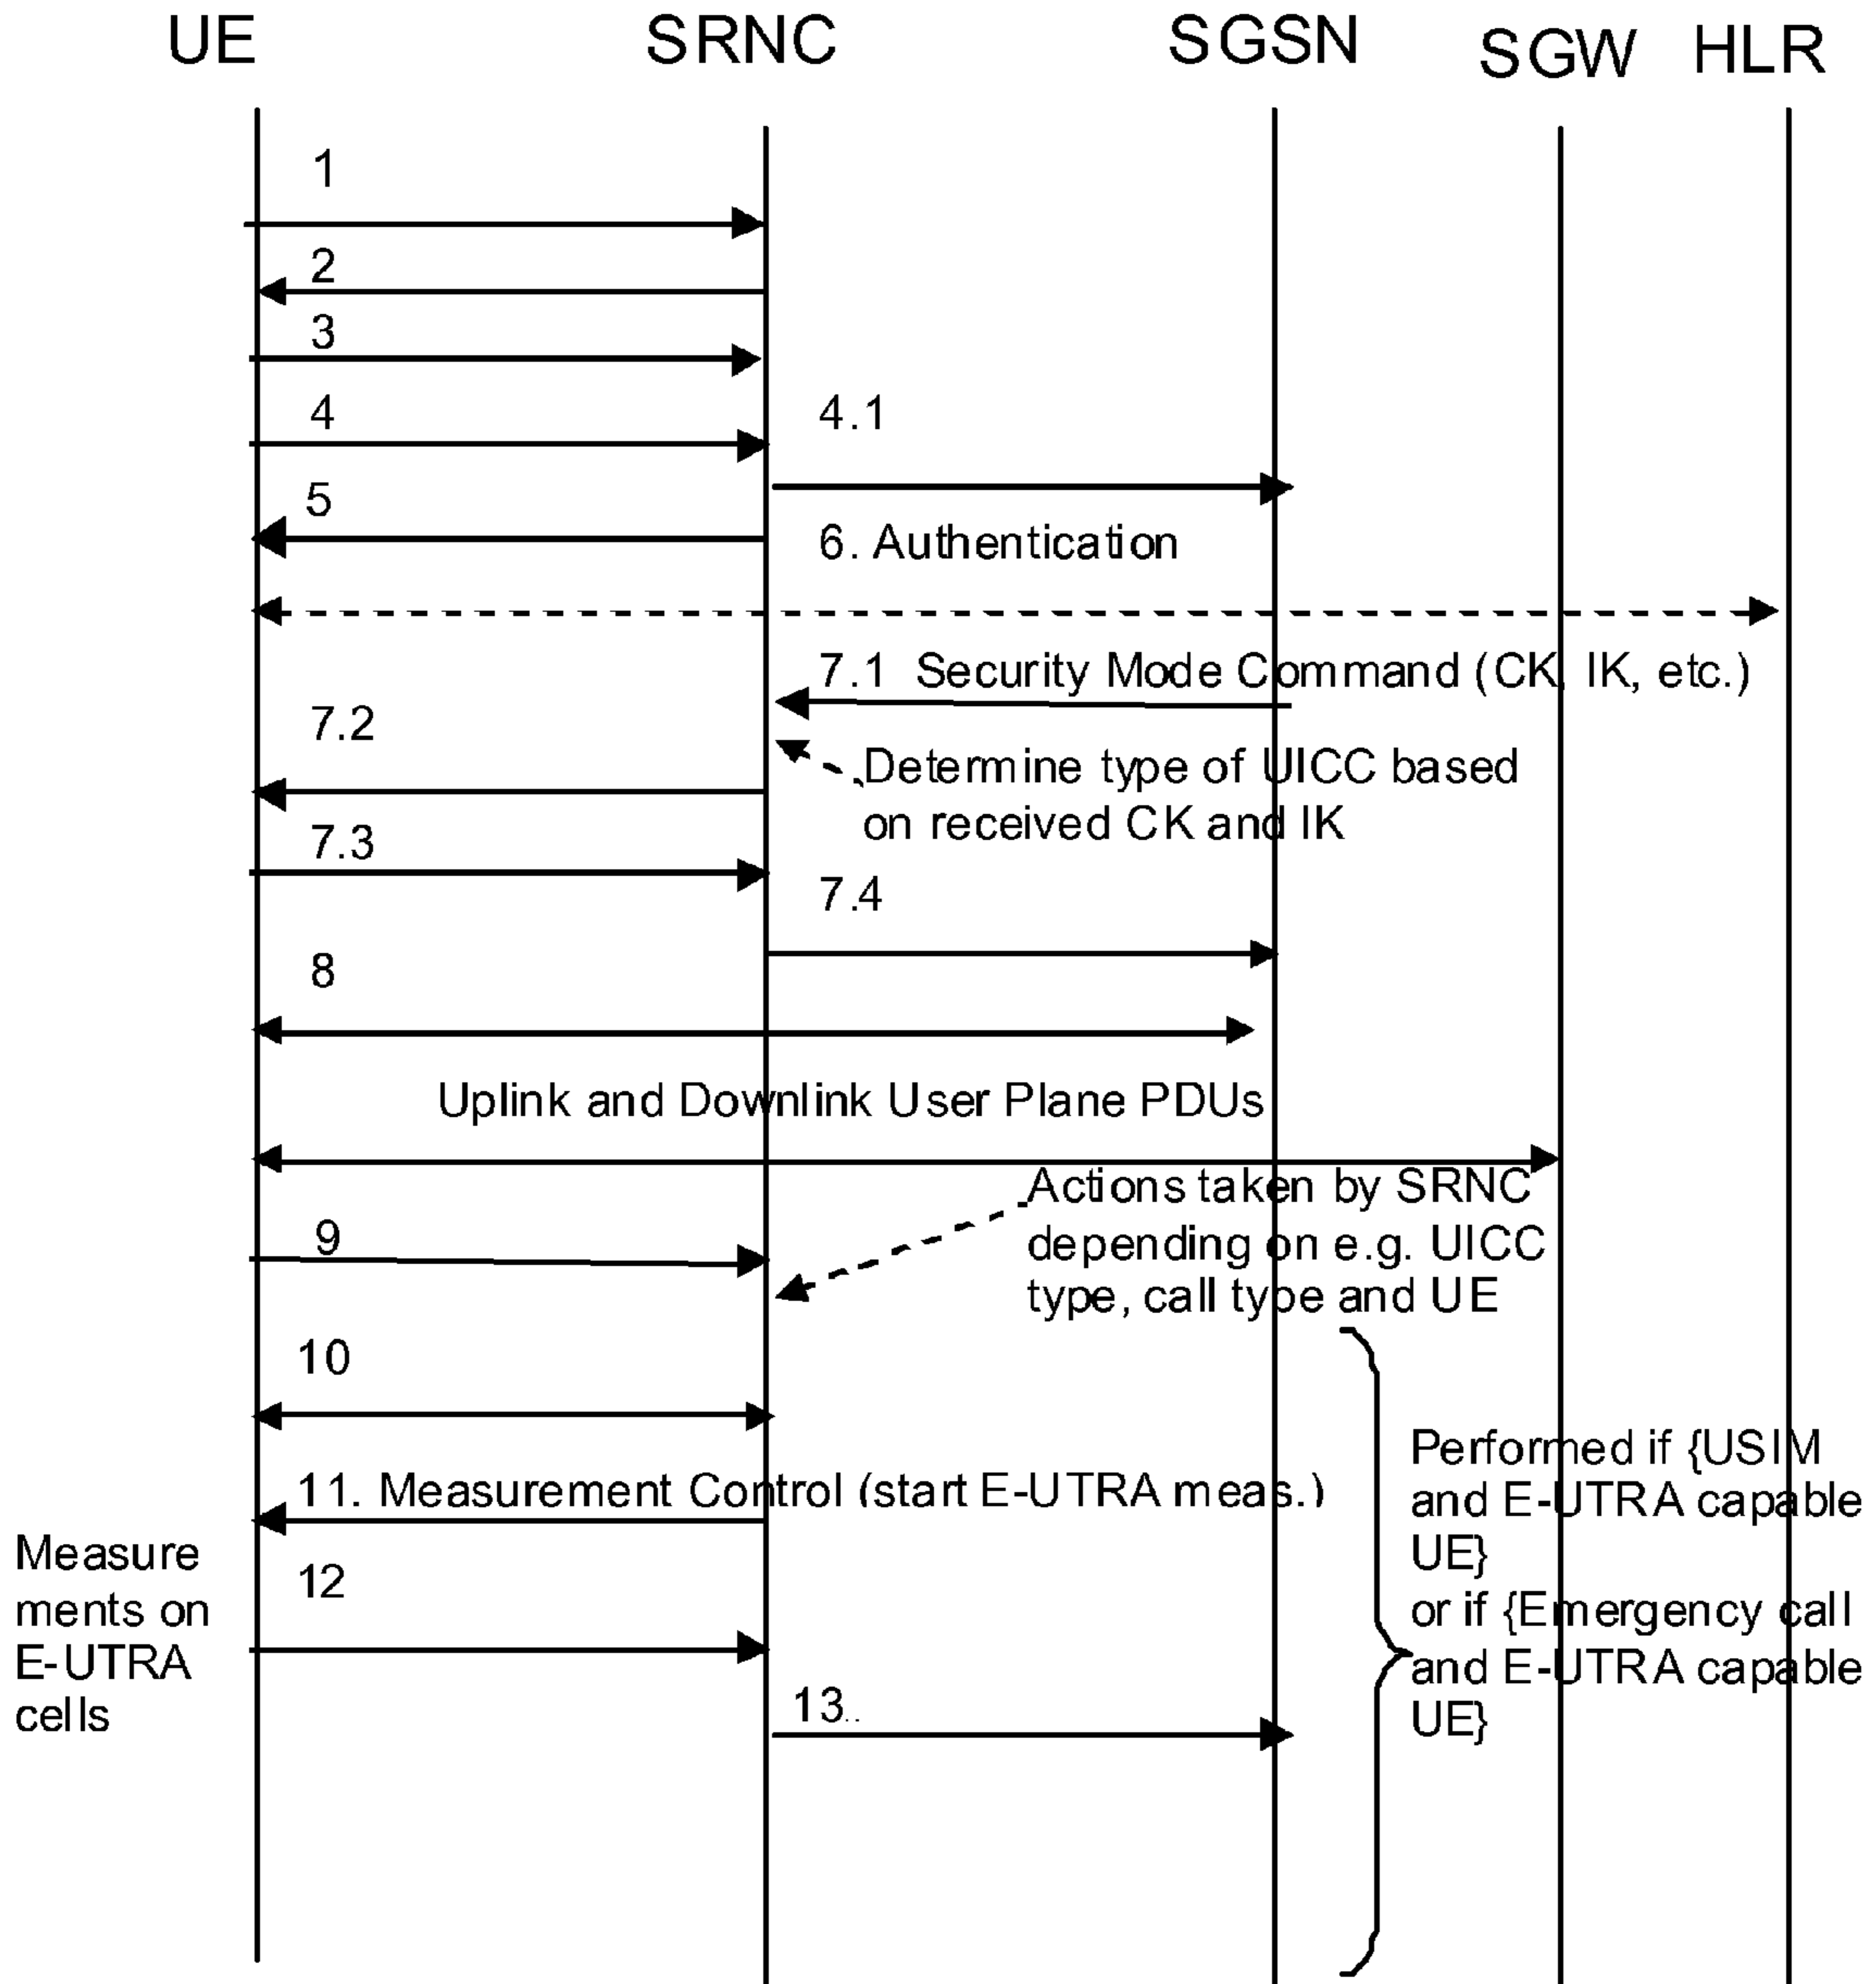 UE SRNC SGSN SGW HLR
1
2
3
4
4.1
5
6. Authentication
7.1 Security Mode Command (CK, IK, etc.)
7.2
Determine type of UICC based
on received CK and IK
7.3
7.4
8
Uplink and Downlink User Plane PDUs
Actions taken by SRNC
depending on e.g. UICC
type, call type and UE
9
10
Performed if {USIM
and E-UTRA capable
UE}
or if {Emergency call
and E-UTRA capable
UE}
11. Measurement Control (start E-UTRA meas.)
Measure
ments on
E-UTRA
cells
12
13..